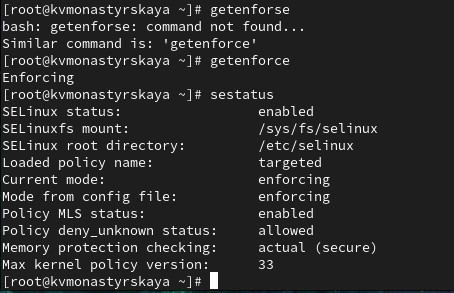 [root@kvmonastyrskaya ~]# getenforse
bash: getenforse: command not found...
Similar command is: 'getenforce'
[root@kvmonastyrskaya ~]# getenforce
Enforcing
[root@kvmonastyrskaya ~]# sestatus
SELinux status:                 enabled
SELinuxfs mount:                /sys/fs/selinux
SELinux root directory:         /etc/selinux
Loaded policy name:             targeted
Current mode:                   enforcing
Mode from config file:          enforcing
Policy MLS status:              enabled
Policy deny_unknown status:     allowed
Memory protection checking:     actual (secure)
Max kernel policy version:      33
[root@kvmonastyrskaya ~]#